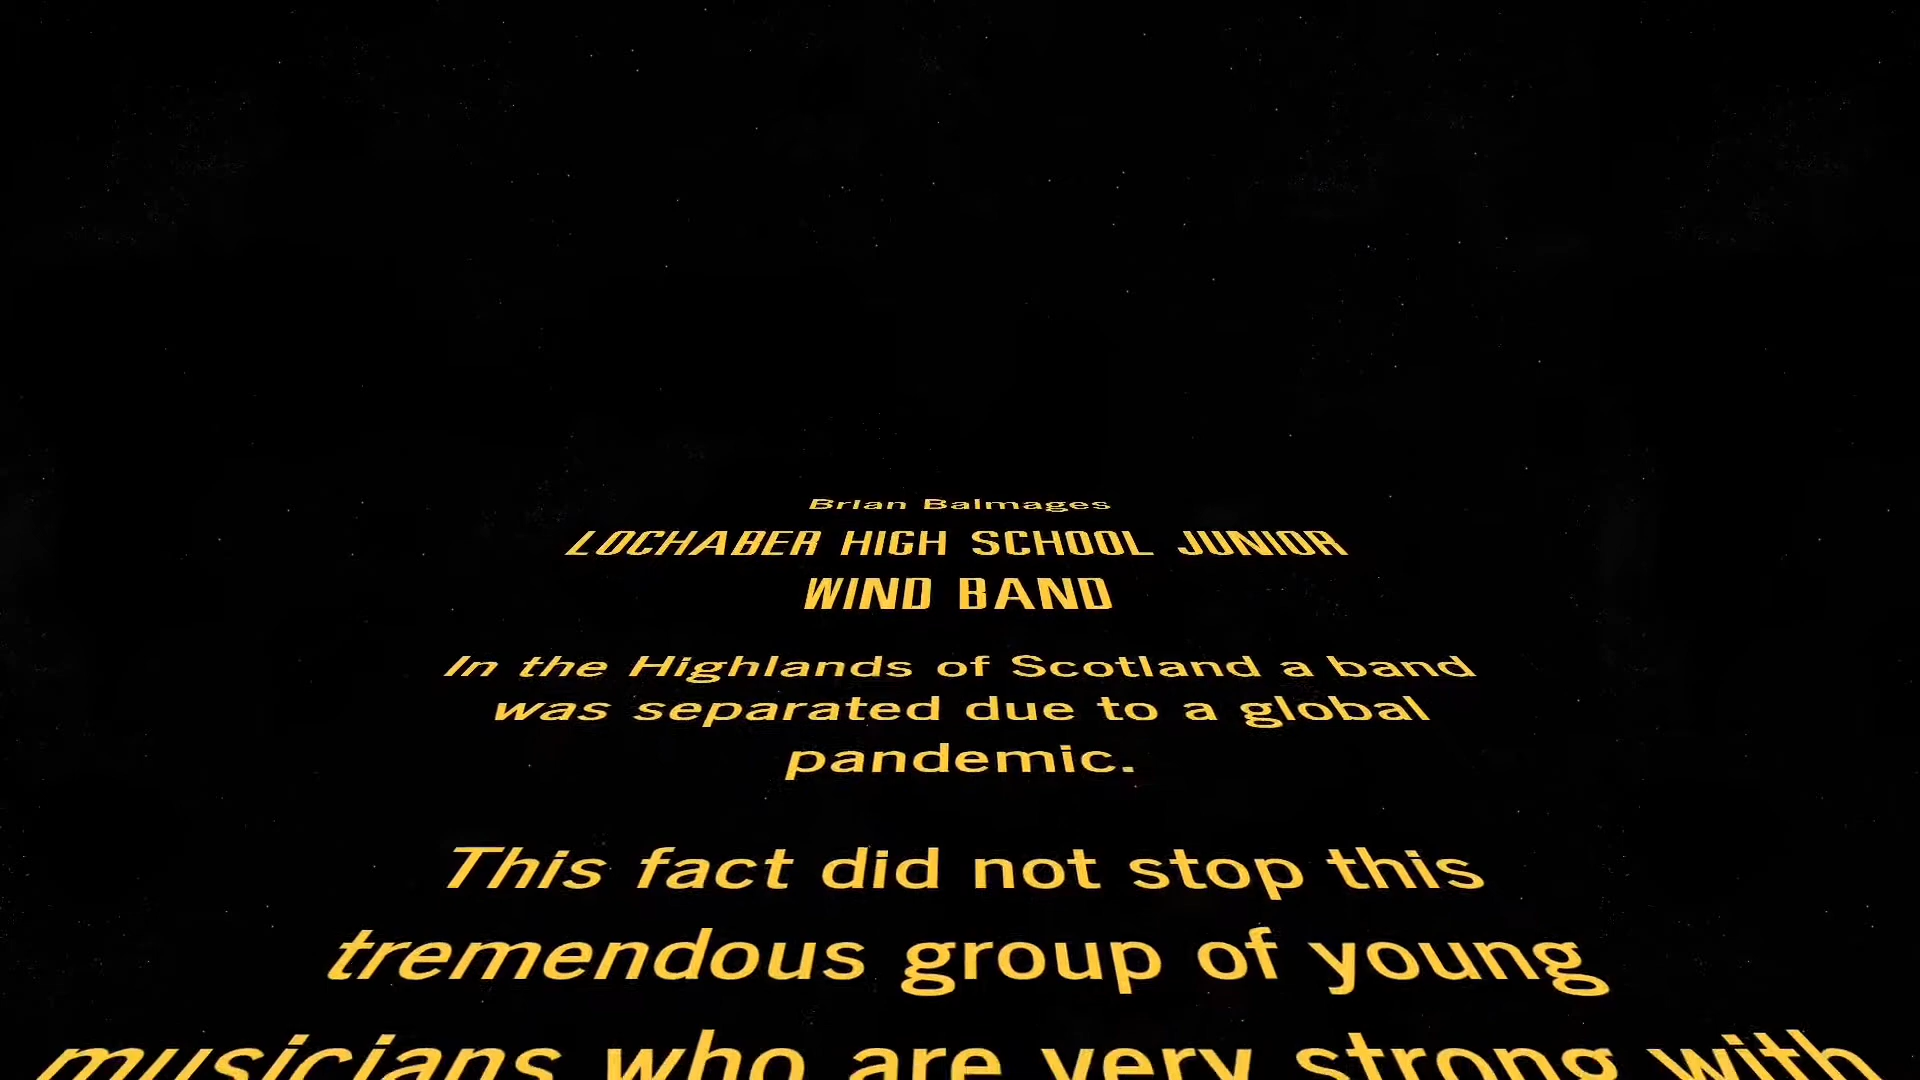 Brian Balmages
LOCHABER HIGH SCHOOL JUNIOR
WIND BAND
In the Highlands of Scotland a band
was separated due to a global
pandemic.
This fact did not stop this
tremendous group of young
musicians who are very strong with